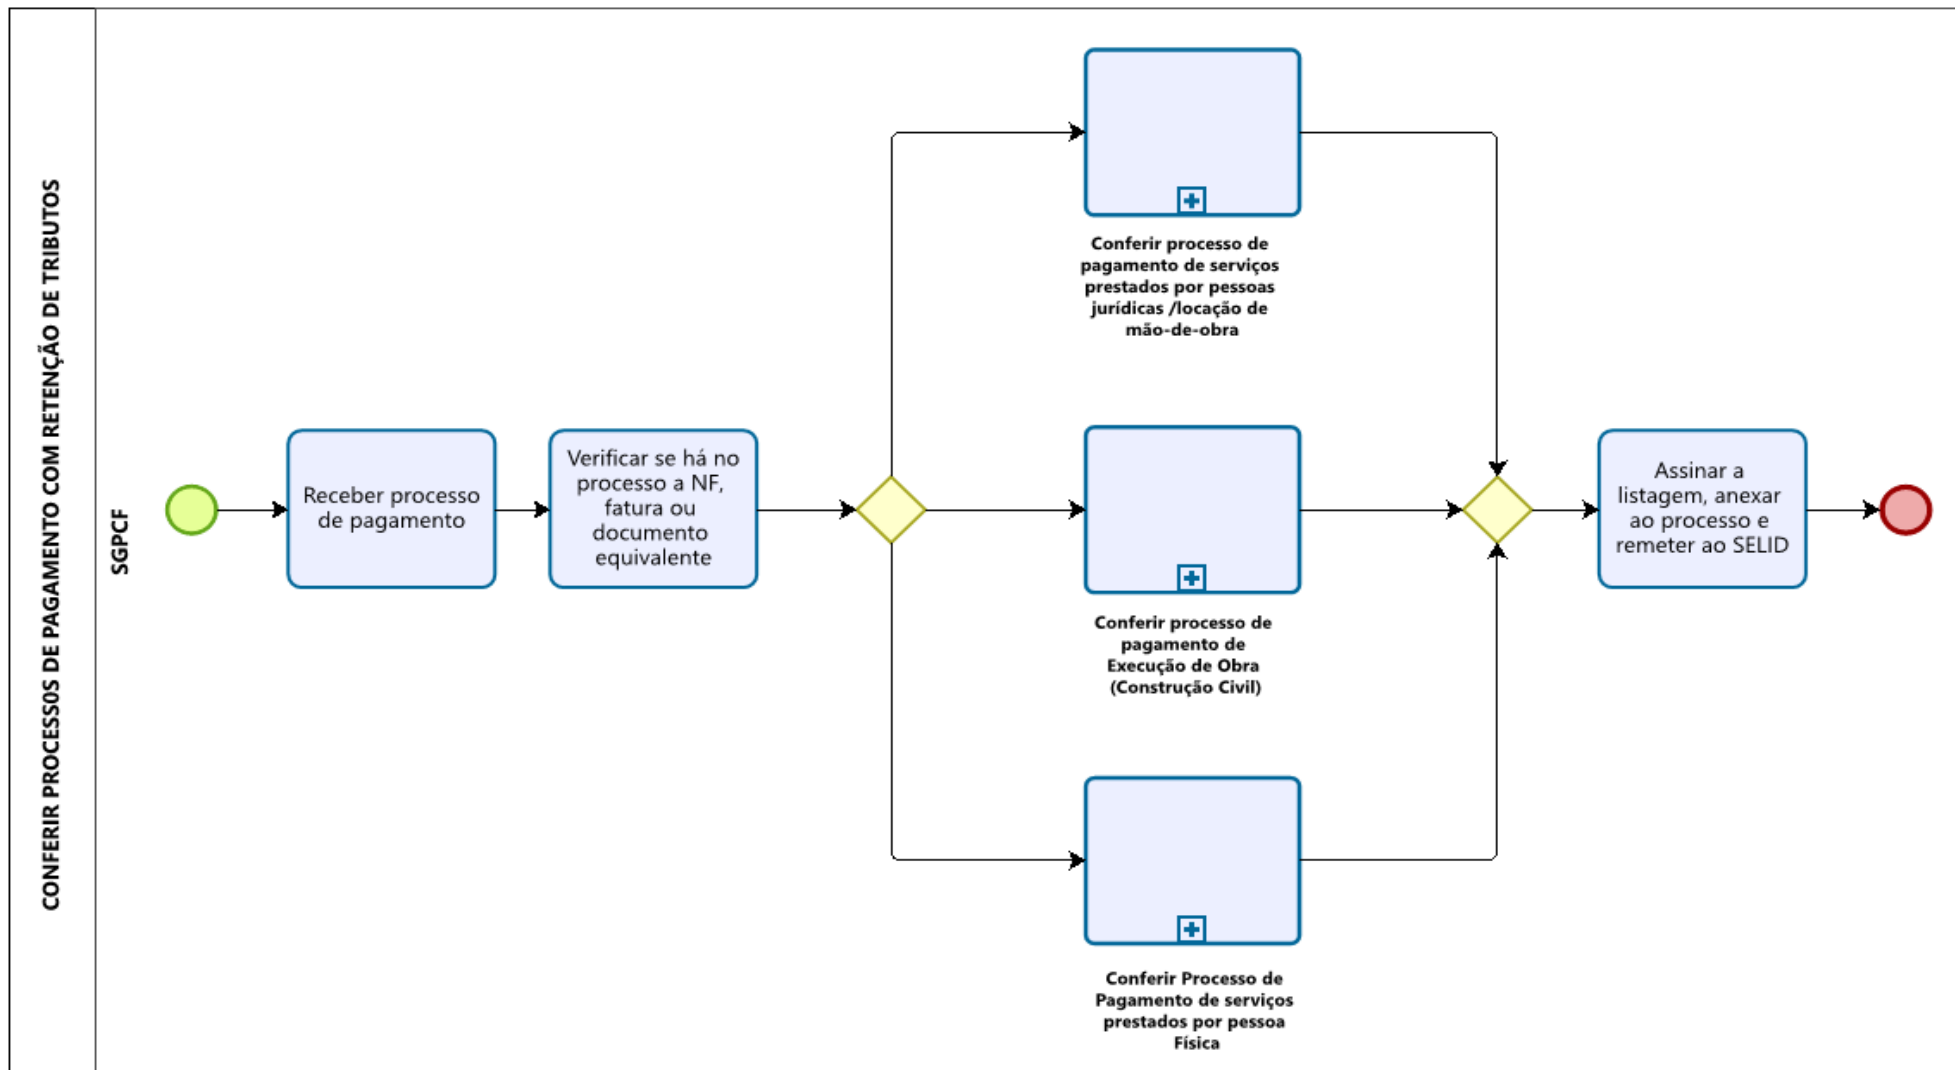 CONFERIR PROCESS0S DE PAGAMENTO COM RETENÇÃO DE TRIBUTOS
SGPCF
Receber processo
de pagamento
Verificar se há no
processo a NF,
fatura ou
documento
equivalente
Conferir processo de
pagamento de serviços
prestados por pessoas
jurídicas /locação de
mão-de-obra
Conferir processo de
pagamento de
Execução de Obra
(Construção Civil)
Conferir Processo de
Pagamento de serviços
prestados por pessoa
Física
Assinar a
listagem, anexar
ao processo e
remeter ao SELID